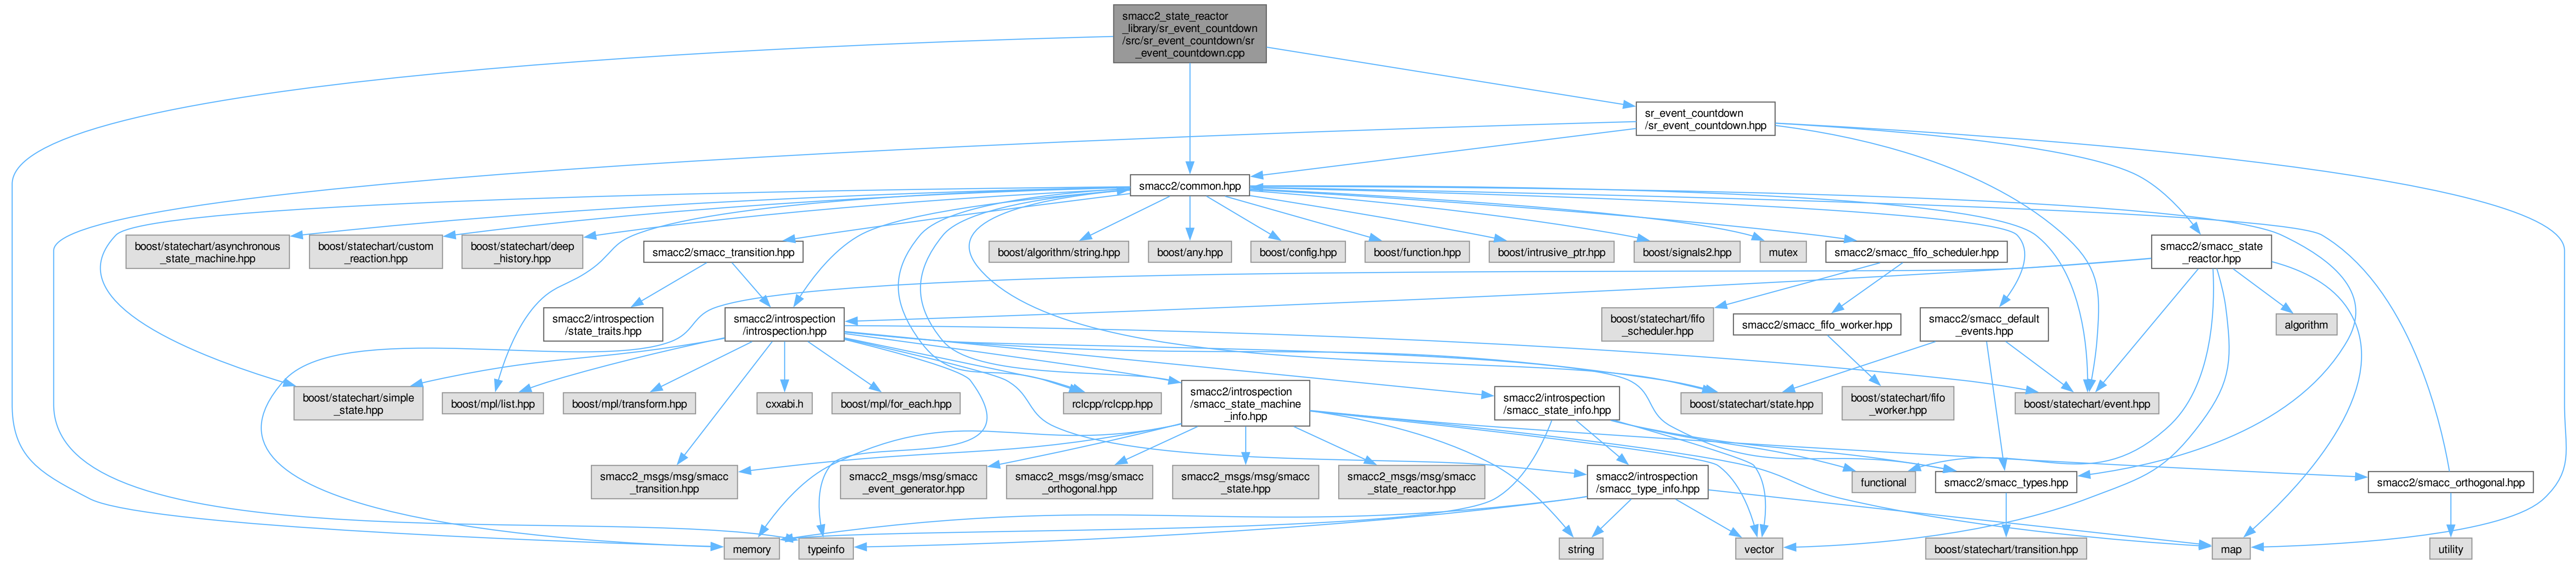 smacc2_state_reactor
_library/sr_event_countdown
/src/sr_event_countdown/sr
_event_countdown.cpp
sr_event_countdown
/sr_event_countdown.hpp
smacc2/common.hpp
boost/statechart/asynchronous
_state_machine.hpp
boost/statechart/custom
_reaction.hpp
boost/statechart/deep
_history.hpp
smacc2/smacc_transition.hpp
boost/algorithm/string.hpp
boost/any.hpp
boost/config.hpp
boost/function.hpp
boost/intrusive_ptr.hpp
boost/signals2.hpp
mutex
smacc2/smacc_fifo_scheduler.hpp
smacc2/smacc_state
_reactor.hpp
smacc2/introspection
/state_traits.hpp
smacc2/introspection
/introspection.hpp
boost/statechart/fifo
_scheduler.hpp
smacc2/smacc_fifo_worker.hpp
smacc2/smacc_default
_events.hpp
algorithm
boost/statechart/simple
_state.hpp
boost/mpl/list.hpp
boost/mpl/transform.hpp
cxxabi.h
boost/mpl/for_each.hpp
rclcpp/rclcpp.hpp
smacc2/introspection
/smacc_state_machine
_info.hpp
smacc2/introspection
/smacc_state_info.hpp
boost/statechart/state.hpp
boost/statechart/fifo
_worker.hpp
boost/statechart/event.hpp
smacc2_msgs/msg/smacc
_transition.hpp
smacc2_msgs/msg/smacc
_event_generator.hpp
smacc2_msgs/msg/smacc
_orthogonal.hpp
smacc2_msgs/msg/smacc
_state.hpp
smacc2_msgs/msg/smacc
_state_reactor.hpp
smacc2/introspection
/smacc_type_info.hpp
functional
smacc2/smacc_types.hpp
smacc2/smacc_orthogonal.hpp
memory
typeinfo
string
vector
boost/statechart/transition.hpp
map
utility